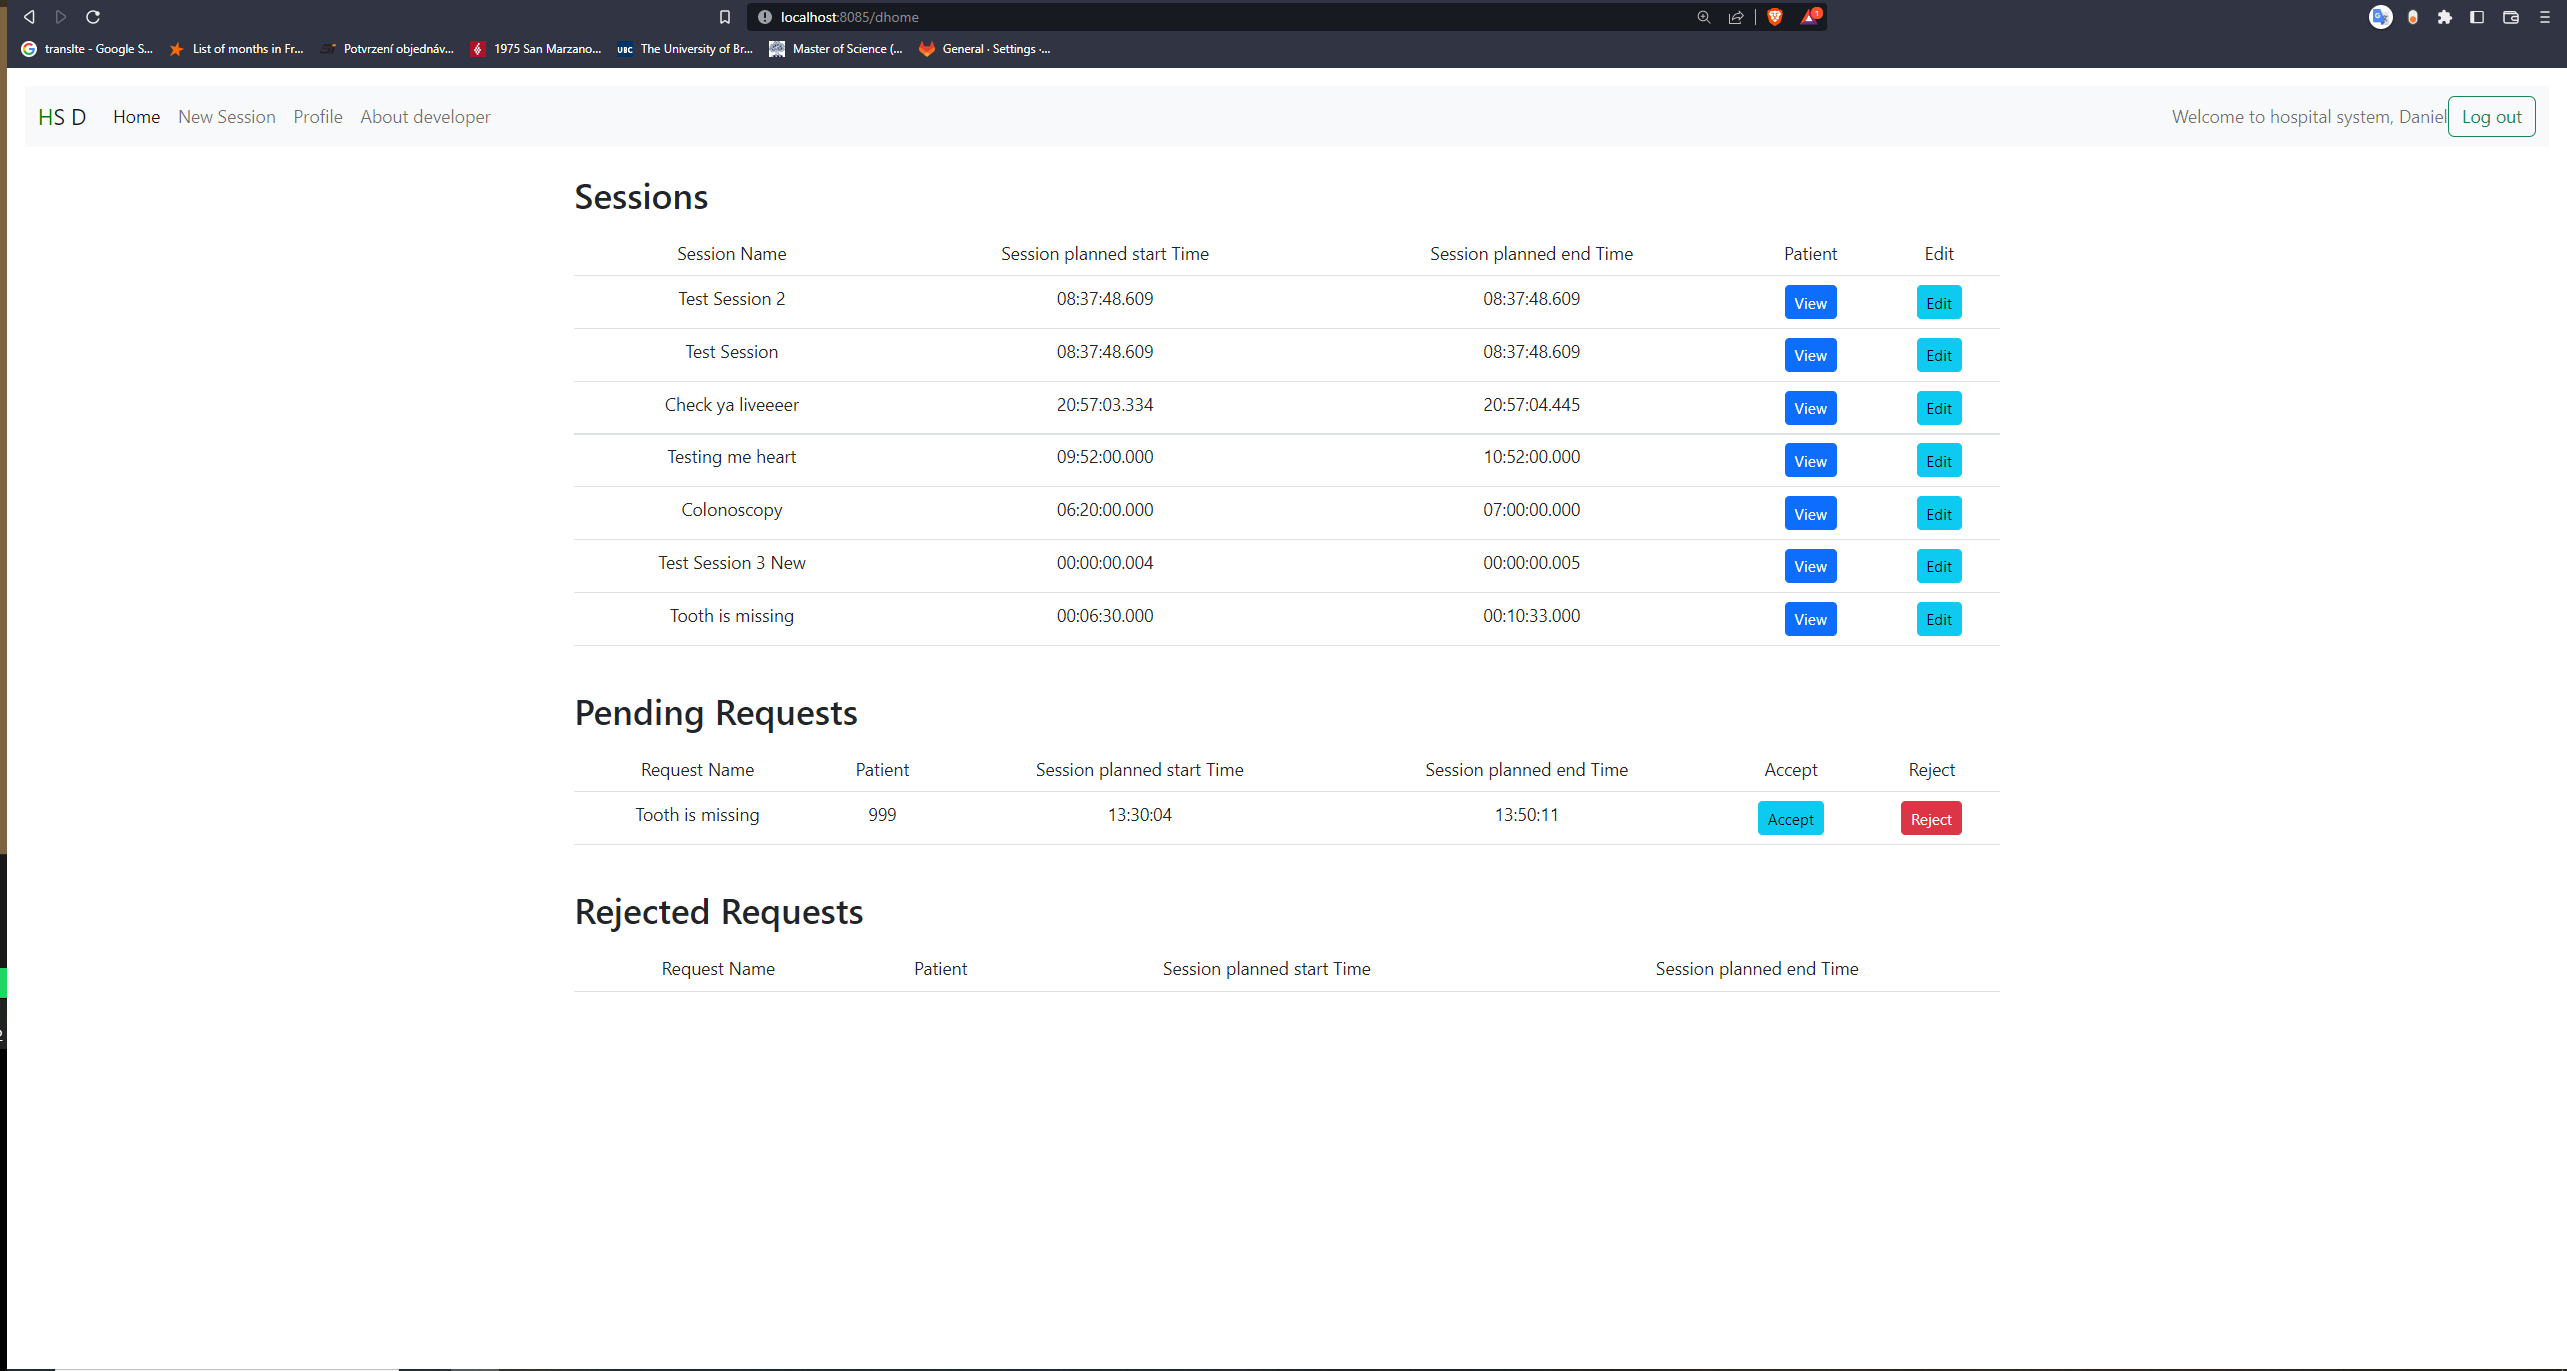 localhost:8085/dhome
1
translte - Google S... List of months in Fr... Potvrzení objednáv... 1975 San Marzano... UBC The University of Br... Master of Science (... General · Settings ·...
HS D Home New Session Profile About developer Welcome to hospital system, Daniel Log out
Sessions
Session Name Session planned start Time Session planned end Time Patient Edit
Test Session 2 08:37:48.609 08:37:48.609 View Edit
Test Session 08:37:48.609 08:37:48.609 View Edit
Check ya liveeeer 20:57:03.334 20:57:04.445 View Edit
Testing me heart 09:52:00.000 10:52:00.000 View Edit
Colonoscopy 06:20:00.000 07:00:00.000 View Edit
Test Session 3 New 00:00:00.004 00:00:00.005 View Edit
Tooth is missing 00:06:30.000 00:10:33.000 View Edit
Pending Requests
Request Name Patient Session planned start Time Session planned end Time Accept Reject
Tooth is missing 999 13:30:04 13:50:11 Accept Reject
Rejected Requests
Request Name Patient Session planned start Time Session planned end Time